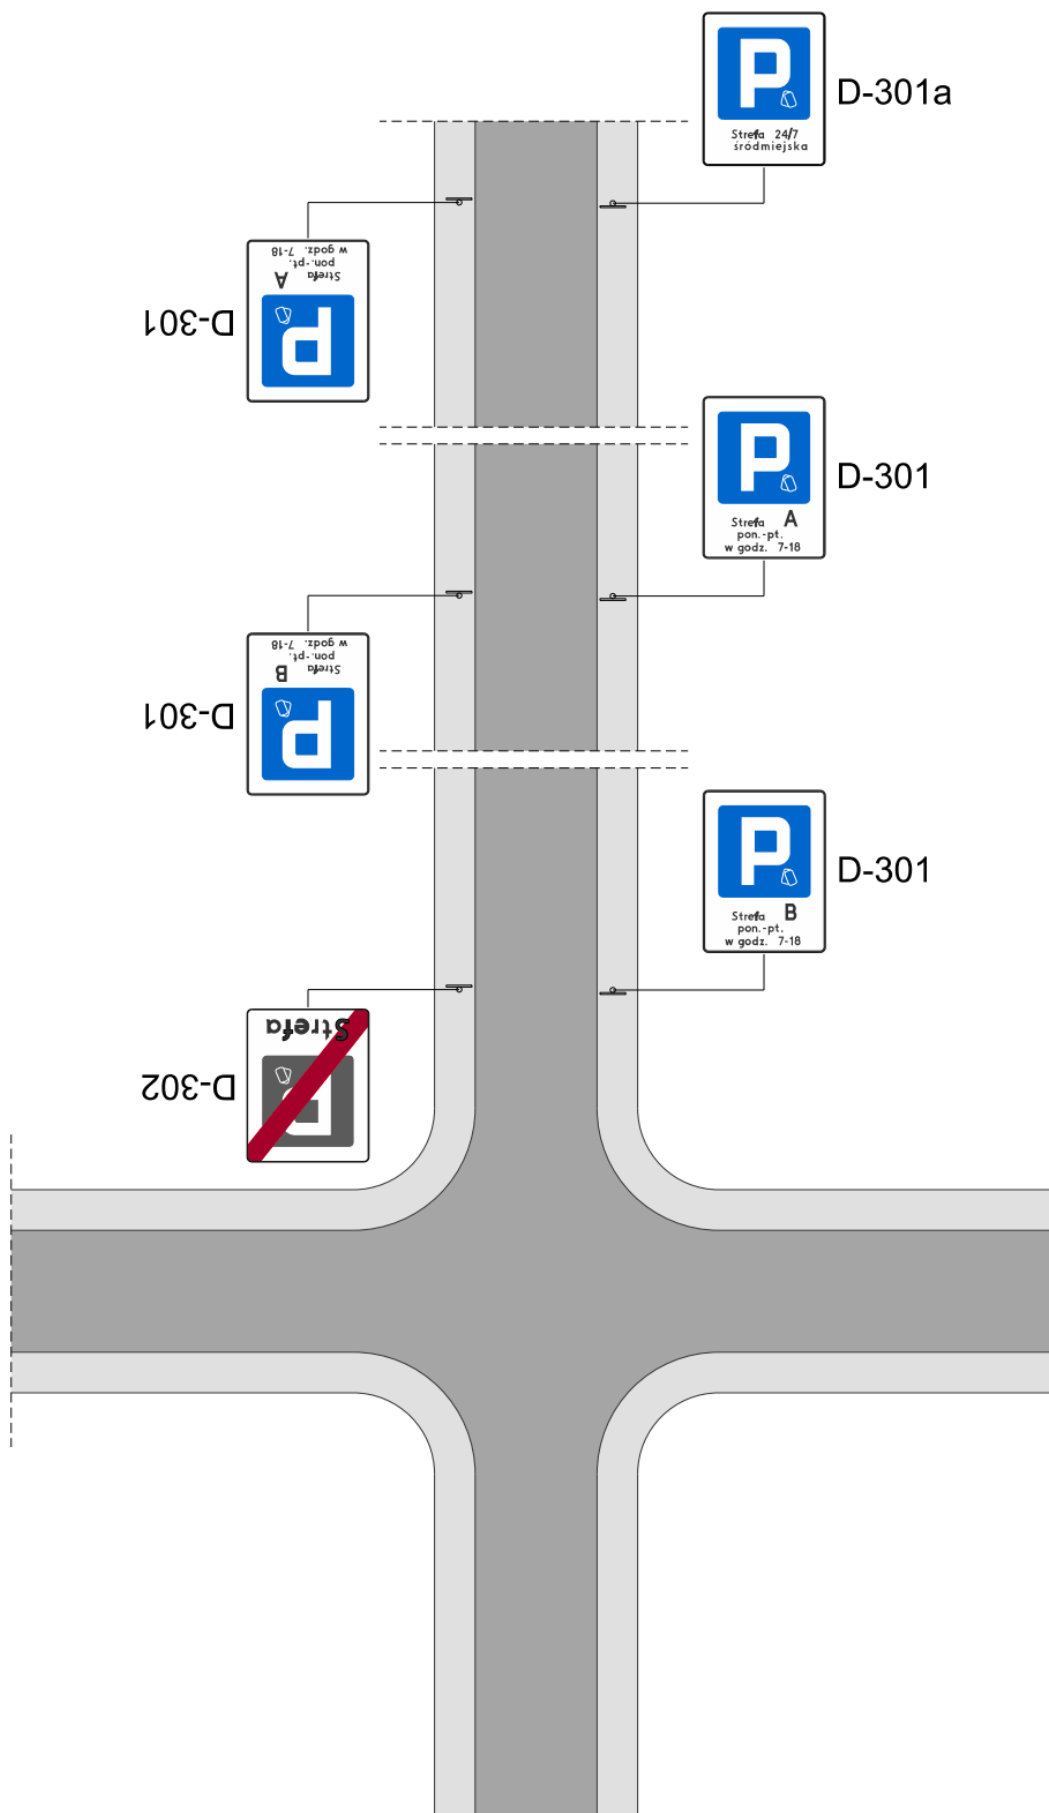 P
Strefa 24/7
śródmiejska
D-301a
w godz. 7-18
pon.-pt.
Strefa A
P
D-301
P
Strefa A
pon.-pt.
w godz. 7-18
D-301
w godz. 7-18
pon.-pt.
Strefa B
P
D-301
P
Strefa B
pon.-pt.
w godz. 7-18
D-301
Strefa
P
D-302